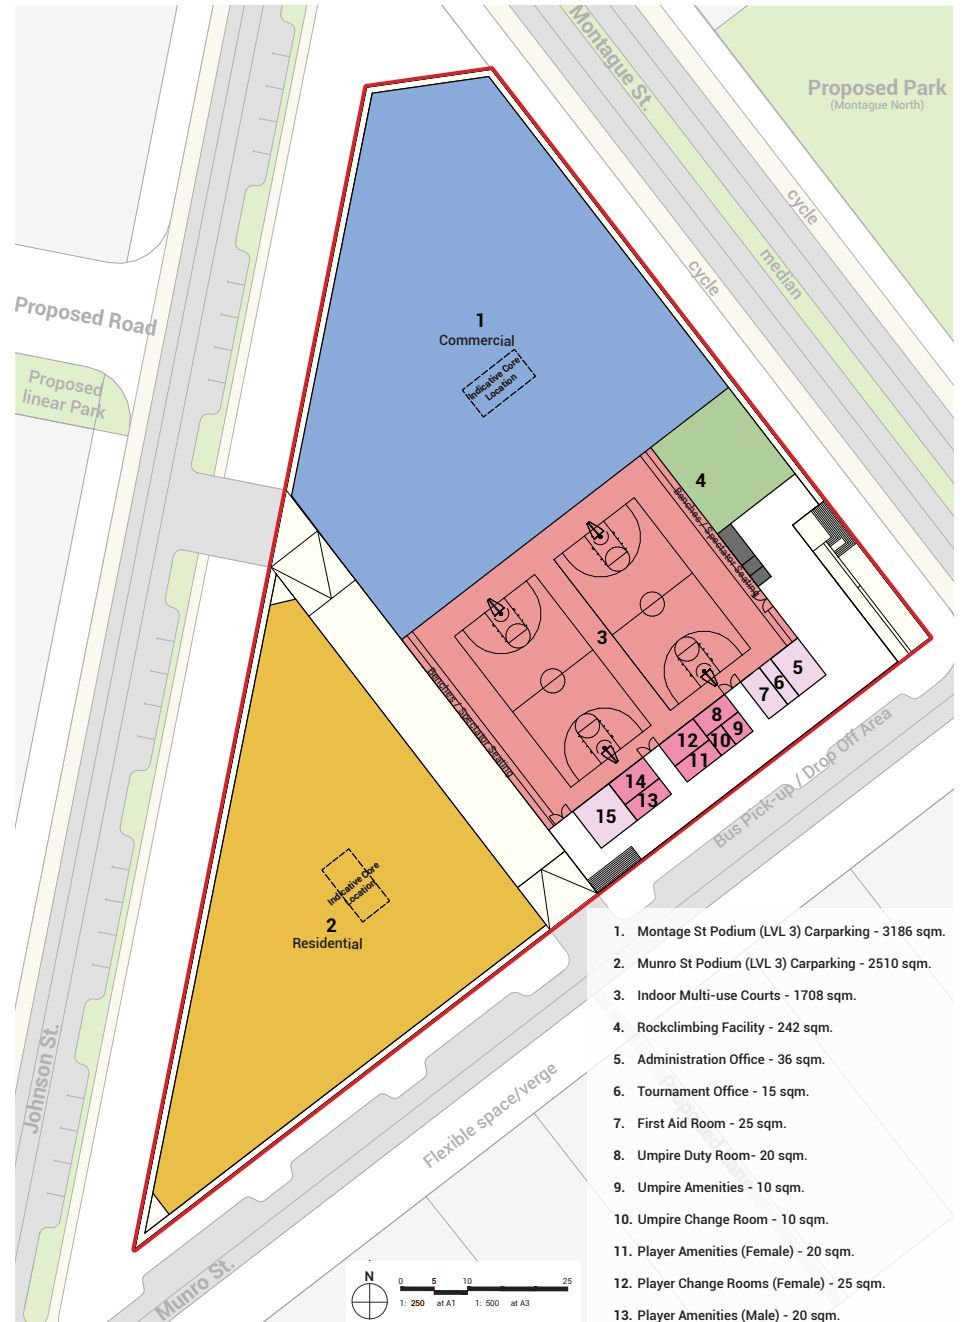 Montague St.
Proposed Park
(Montague North)
cycle
median
cycle
Proposed Road
Proposed
linear Park
1
Commercial
Indicative Core
Location
4
Benches / Spectator Seating
3
Benches / Spectator Seating
5
6
7
8
9
10
12
11
14
13
15
Bus Pick-up / Drop Off Area
Indicative Core
Location
2
Residential
Johnson St.
Flexible space/verge
Munro St.
1. Montage St Podium (LVL 3) Carparking - 3186 sqm.
2. Munro St Podium (LVL 3) Carparking - 2510 sqm.
3. Indoor Multi-use Courts - 1708 sqm.
4. Rockclimbing Facility - 242 sqm.
5. Administration Office - 36 sqm.
6. Tournament Office - 15 sqm.
7. First Aid Room - 25 sqm.
8. Umpire Duty Room- 20 sqm.
9. Umpire Amenities - 10 sqm.
10. Umpire Change Room - 10 sqm.
11. Player Amenities (Female) - 20 sqm.
12. Player Change Rooms (Female) - 25 sqm.
13. Player Amenities (Male) - 20 sqm.
N
0 5 10 25
1: 250 at A1 1: 500 at A3